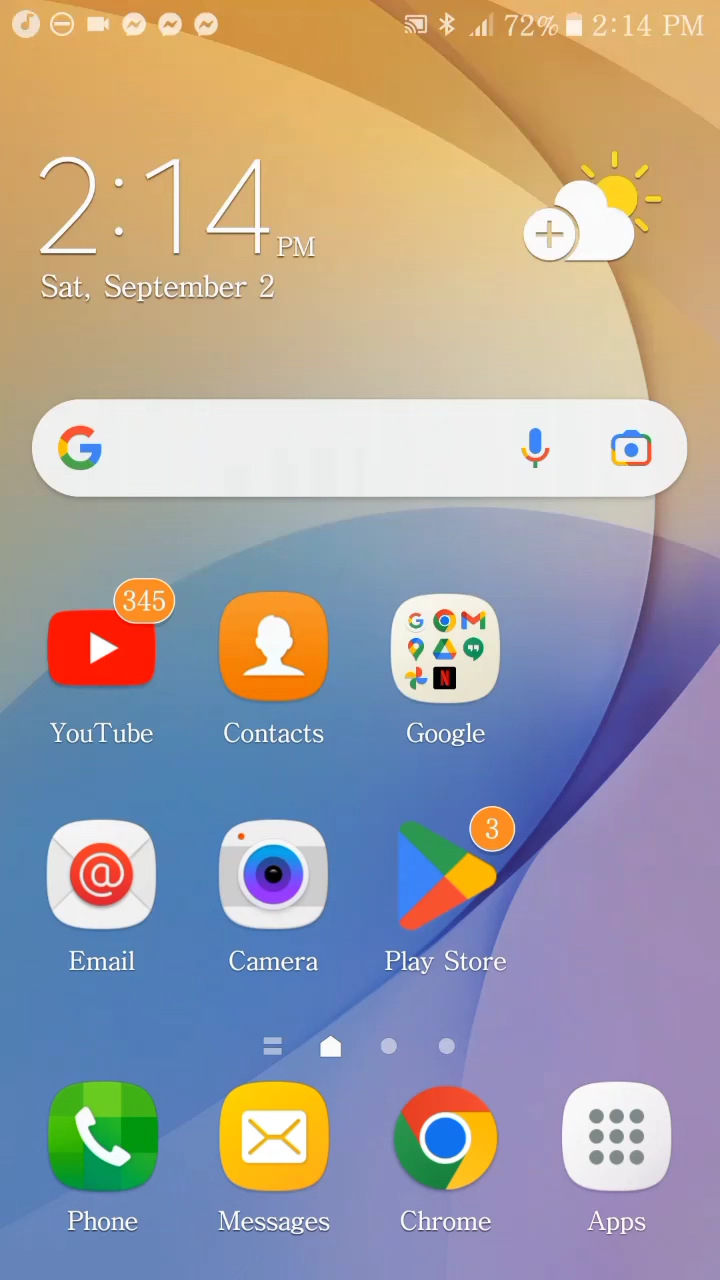 72% 2:14 PM
2:14 PM
Sat, September 2
345
YouTube Contacts Google
3
Email Camera Play Store
Phone Messages Chrome Apps